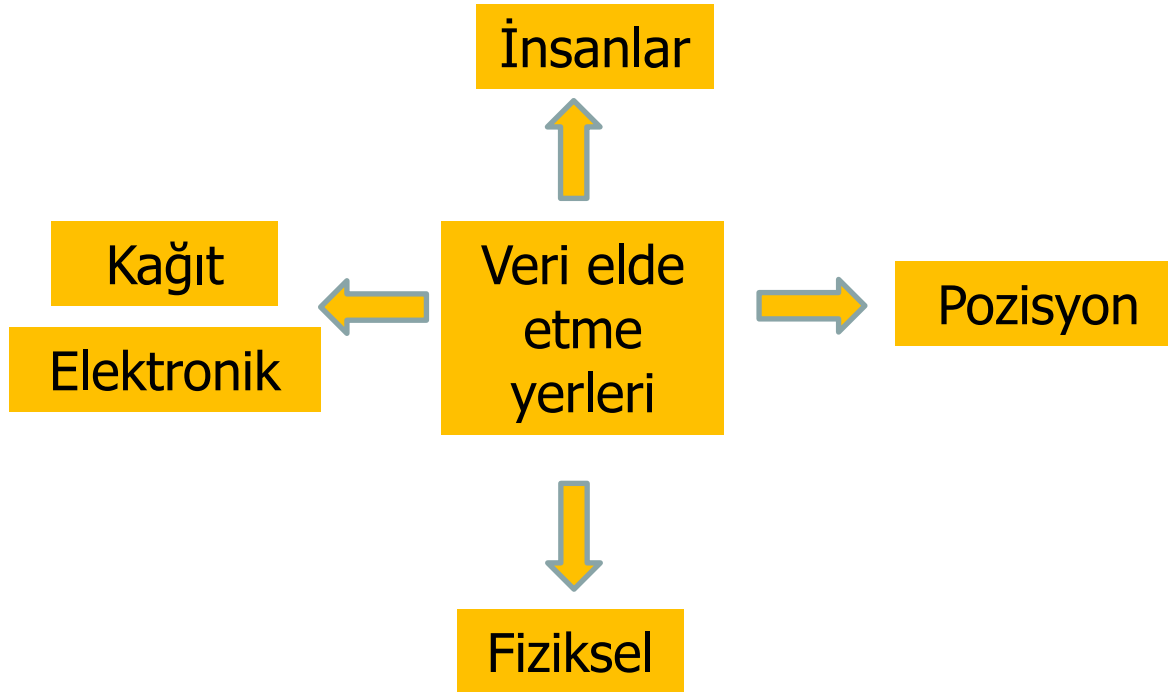 İnsanlar
Kağıt
Elektronik
Veri elde
etme
yerleri
Pozisyon
Fiziksel